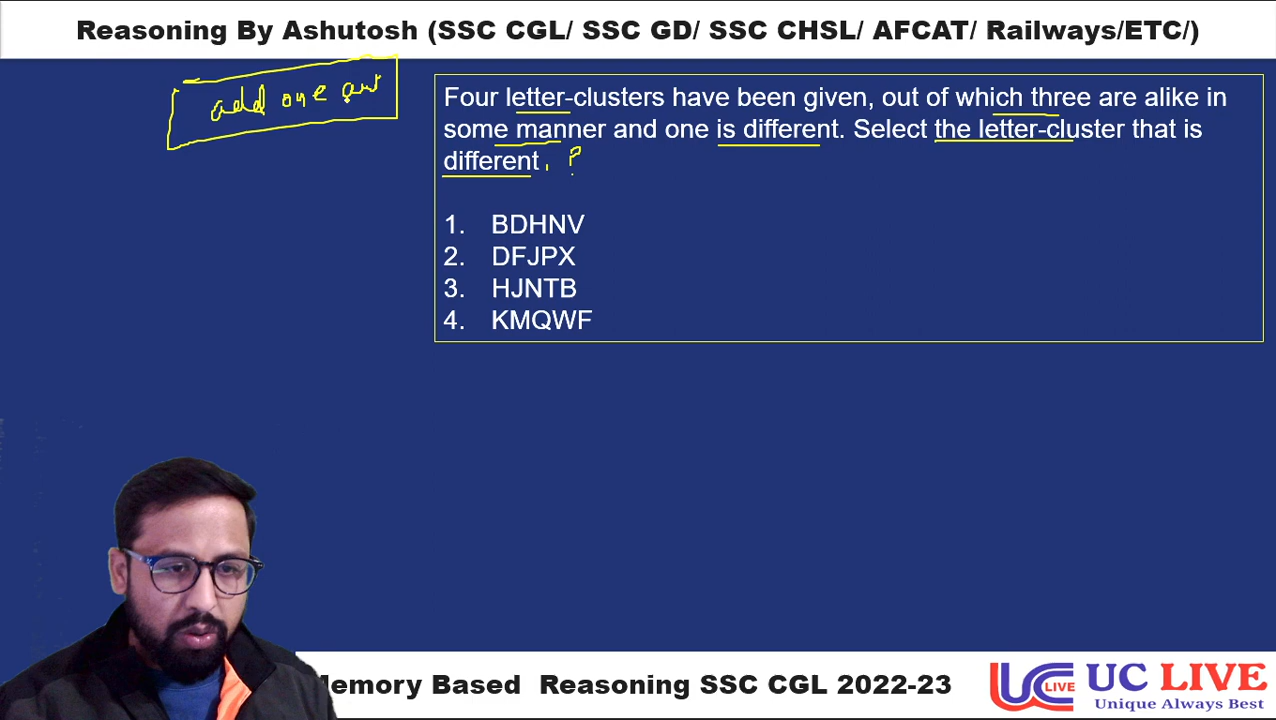 Reasoning By Ashutosh (SSC CGL/ SSC GD/ SSC CHSL/ AFCAT/ Railways/ETC/)
add one out
Four letter-clusters have been given, out of which three are alike in
some manner and one is different. Select the letter-cluster that is
different. ?
1. BDHNV
2. DFJPX
3. HJNTB
4. KMQWF
Memory Based Reasoning SSC CGL 2022-23
UC LIVE
UC LIVE
Unique Always Best